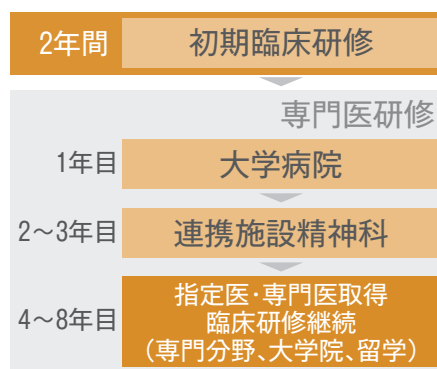 2年間 初期臨床研修
専門医研修
1年目 大学病院
2～3年目 連携施設精神科
4～8年目 指定医・専門医取得
臨床研修継続
（専門分野、大学院、留学）